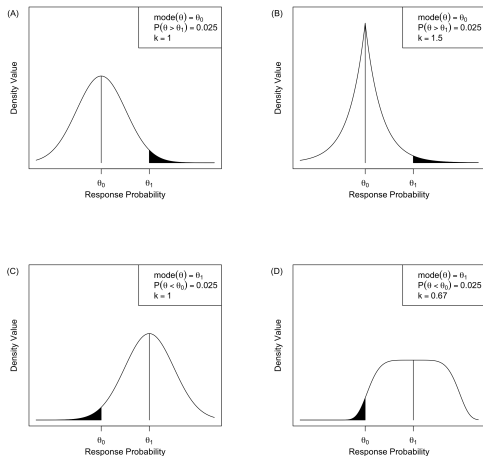 (A)
mode(θ) = θ₀
P(θ > θ₁) = 0.025
k = 1
Density Value
θ₀ θ₁
Response Probability
(B)
mode(θ) = θ₀
P(θ > θ₁) = 0.025
k = 1.5
Density Value
θ₀ θ₁
Response Probability
(C)
mode(θ) = θ₁
P(θ < θ₀) = 0.025
k = 1
Density Value
θ₀ θ₁
Response Probability
(D)
mode(θ) = θ₁
P(θ < θ₀) = 0.025
k = 0.67
Density Value
θ₀ θ₁
Response Probability